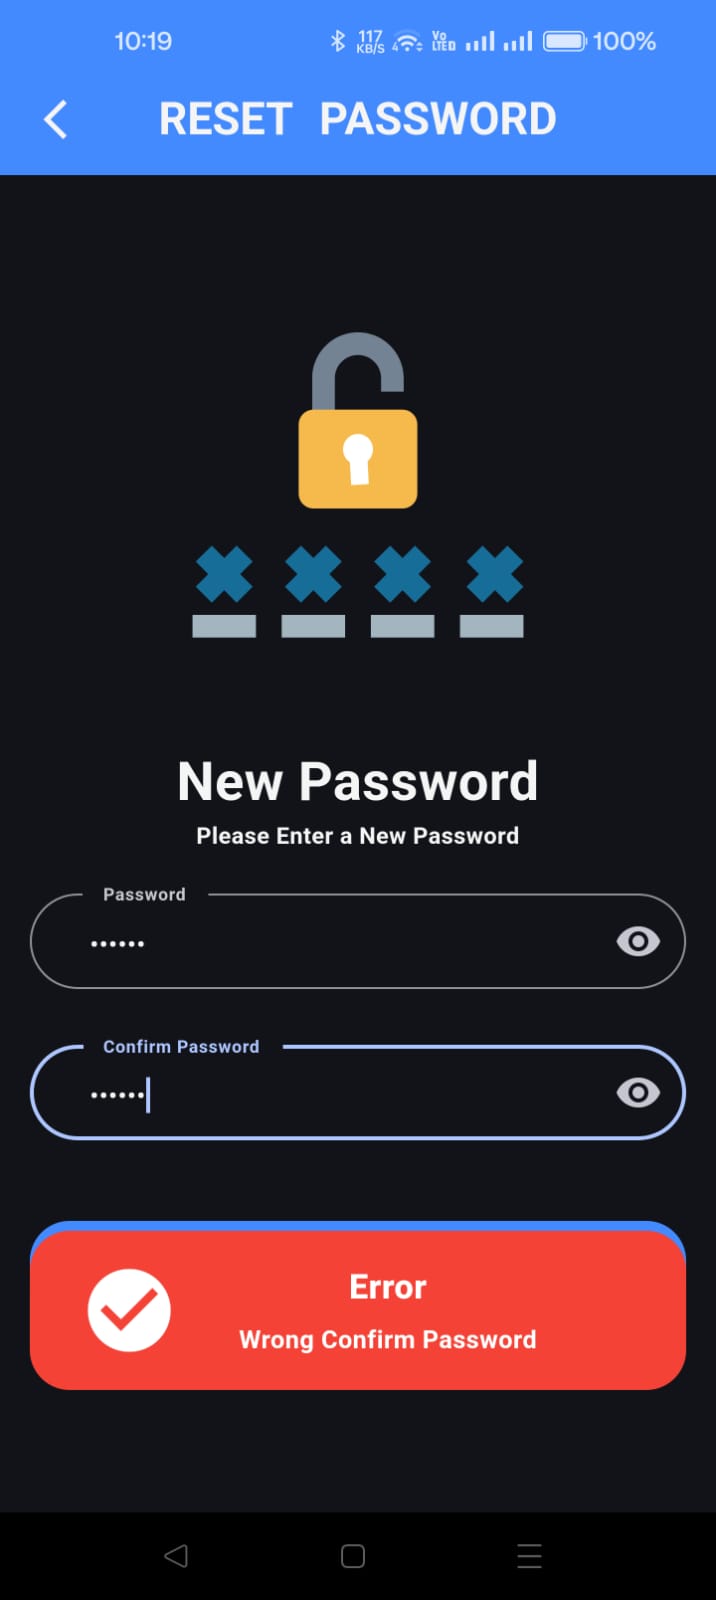 10:19 117 KB/S 4 Vo LTE 100%
RESET PASSWORD
New Password
Please Enter a New Password
Password
••••••
Confirm Password
••••••
Error
Wrong Confirm Password